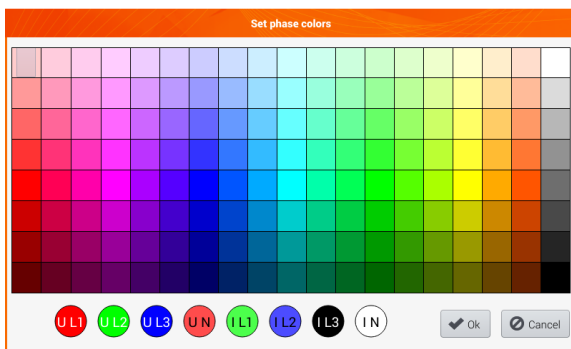 Set phase colors
U L1 U L2 U L3 U N I L1 I L2 I L3 I N Ok Cancel